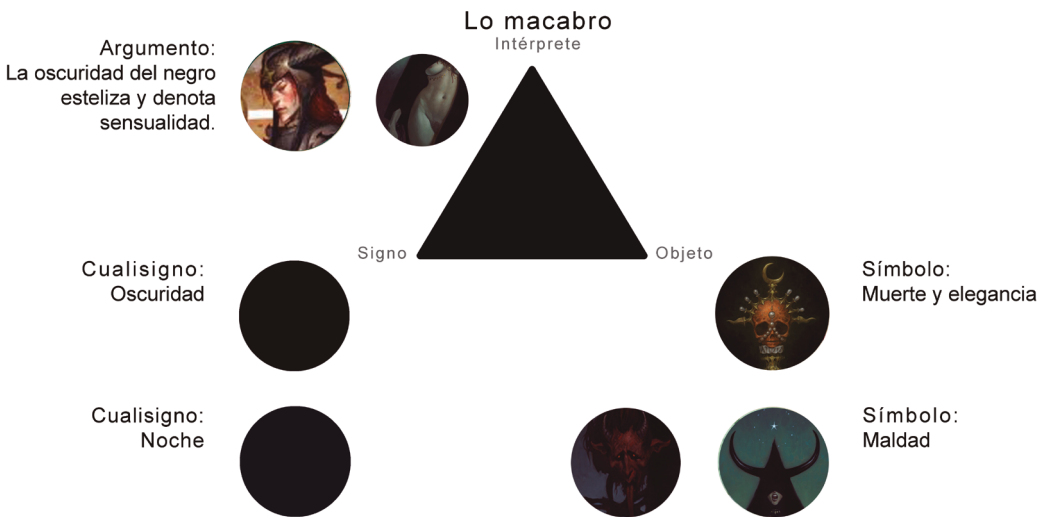 Lo macabro
Intérprete
Argumento:
La oscuridad del negro
esteliza y denota
sensualidad.
Signo
Objeto
Cualisigno:
Oscuridad
Símbolo:
Muerte y elegancia
Cualisigno:
Noche
Símbolo:
Maldad